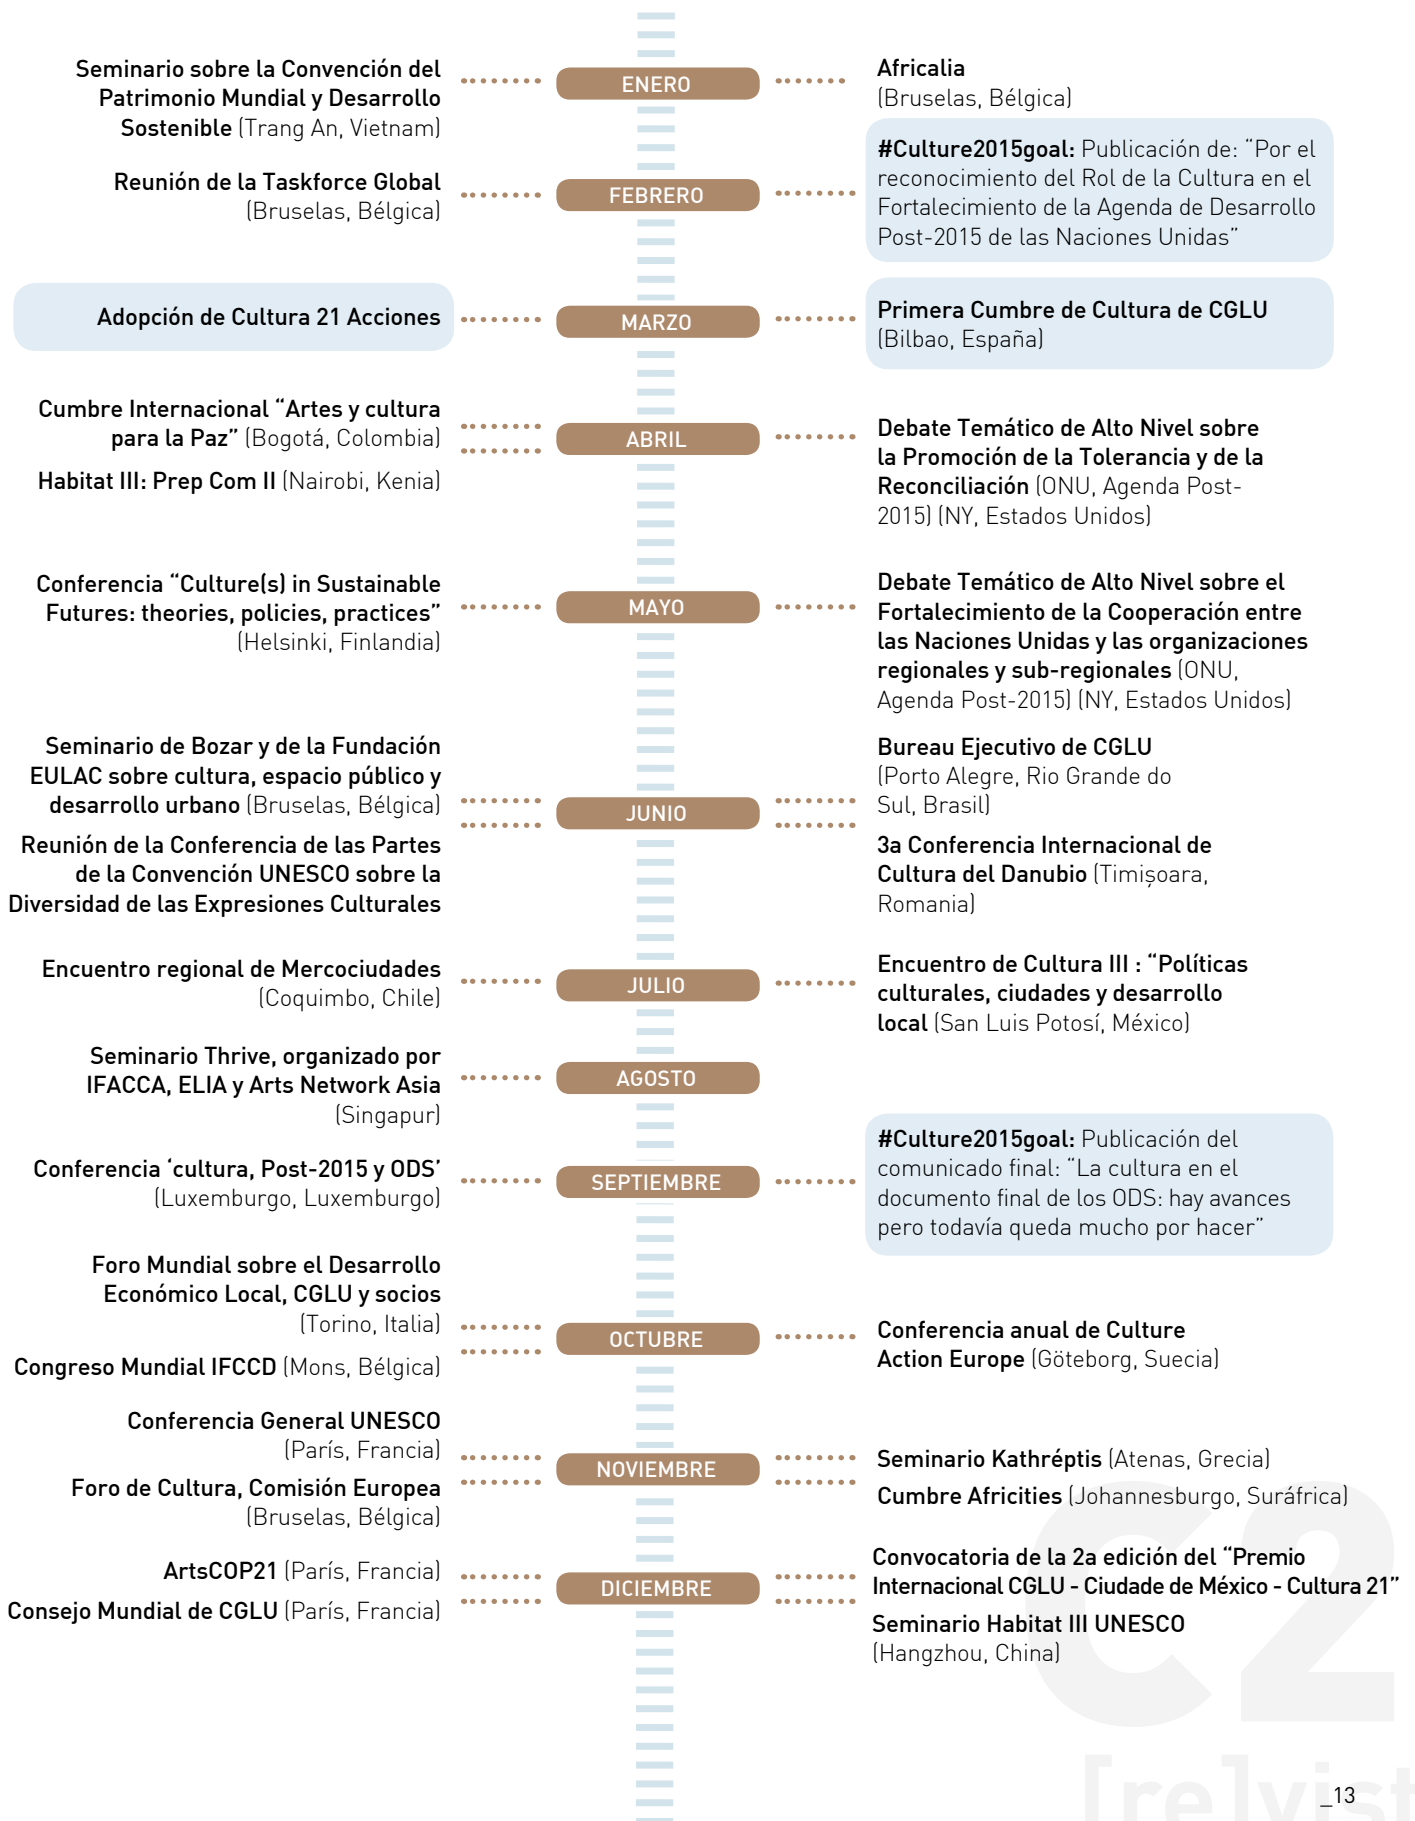 Seminario sobre la Convención del
Patrimonio Mundial y Desarrollo
Sostenible (Trang An, Vietnam)
ENERO
Africalia
(Bruselas, Bélgica)
Reunión de la Taskforce Global
(Bruselas, Bélgica)
FEBRERO
#Culture2015goal: Publicación de: “Por el
reconocimiento del Rol de la Cultura en el
Fortalecimiento de la Agenda de Desarrollo
Post-2015 de las Naciones Unidas”
Adopción de Cultura 21 Acciones
MARZO
Primera Cumbre de Cultura de CGLU
(Bilbao, España)
Cumbre Internacional “Artes y cultura
para la Paz” (Bogotá, Colombia)
Habitat III: Prep Com II (Nairobi, Kenia)
ABRIL
Debate Temático de Alto Nivel sobre
la Promoción de la Tolerancia y de la
Reconciliación (ONU, Agenda Post-
2015) (NY, Estados Unidos)
Conferencia “Culture(s) in Sustainable
Futures: theories, policies, practices”
(Helsinki, Finlandia)
MAYO
Debate Temático de Alto Nivel sobre el
Fortalecimiento de la Cooperación entre
las Naciones Unidas y las organizaciones
regionales y sub-regionales (ONU,
Agenda Post-2015) (NY, Estados Unidos)
Seminario de Bozar y de la Fundación
EULAC sobre cultura, espacio público y
desarrollo urbano (Bruselas, Bélgica)
Reunión de la Conferencia de las Partes
de la Convención UNESCO sobre la
Diversidad de las Expresiones Culturales
JUNIO
Bureau Ejecutivo de CGLU
(Porto Alegre, Rio Grande do
Sul, Brasil)
3a Conferencia Internacional de
Cultura del Danubio (Timișoara,
Romania)
Encuentro regional de Mercociudades
(Coquimbo, Chile)
JULIO
Encuentro de Cultura III : “Políticas
culturales, ciudades y desarrollo
local (San Luis Potosí, México)
Seminario Thrive, organizado por
IFACCA, ELIA y Arts Network Asia
(Singapur)
AGOSTO
Conferencia ‘cultura, Post-2015 y ODS’
(Luxemburgo, Luxemburgo)
SEPTIEMBRE
#Culture2015goal: Publicación del
comunicado final: “La cultura en el
documento final de los ODS: hay avances
pero todavía queda mucho por hacer”
Foro Mundial sobre el Desarrollo
Económico Local, CGLU y socios
(Torino, Italia)
Congreso Mundial IFCCD (Mons, Bélgica)
OCTUBRE
Conferencia anual de Culture
Action Europe (Göteborg, Suecia)
Conferencia General UNESCO
(París, Francia)
Foro de Cultura, Comisión Europea
(Bruselas, Bélgica)
NOVIEMBRE
Seminario Kathréptis (Atenas, Grecia)
Cumbre Africities (Johannesburgo, Suráfrica)
ArtsCOP21 (París, Francia)
Consejo Mundial de CGLU (París, Francia)
DICIEMBRE
Convocatoria de la 2a edición del “Premio
Internacional CGLU - Ciudade de México - Cultura 21”
Seminario Habitat III UNESCO
(Hangzhou, China)
C2
[re]vist
_13